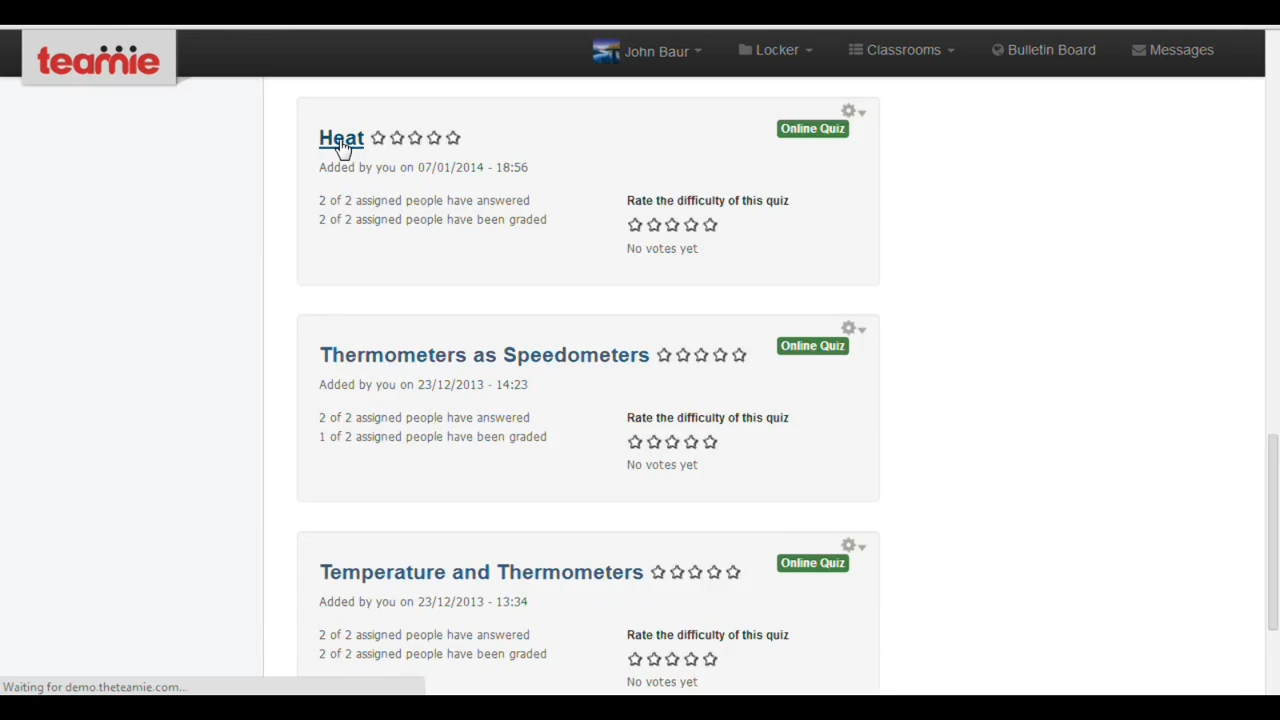 teamie
John Baur
Locker
Classrooms
Bulletin Board
Messages
Heat
Online Quiz
Added by you on 07/01/2014 - 18:56
2 of 2 assigned people have answered
2 of 2 assigned people have been graded
Rate the difficulty of this quiz
No votes yet
Thermometers as Speedometers
Online Quiz
Added by you on 23/12/2013 - 14:23
2 of 2 assigned people have answered
1 of 2 assigned people have been graded
Rate the difficulty of this quiz
No votes yet
Temperature and Thermometers
Online Quiz
Added by you on 23/12/2013 - 13:34
2 of 2 assigned people have answered
2 of 2 assigned people have been graded
Rate the difficulty of this quiz
No votes yet
Waiting for demo.theteamie.com...